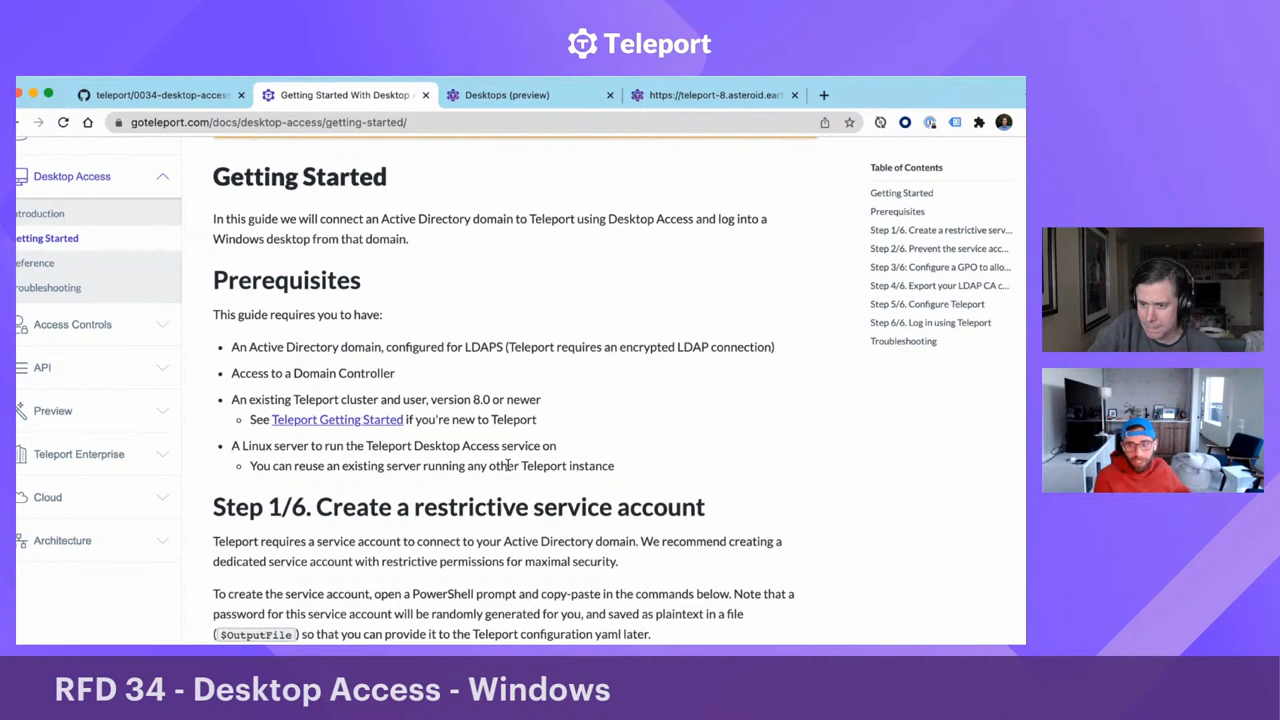 Teleport
teleport/0034-desktop-access
Getting Started With Desktop
Desktops (preview)
https://teleport-8.asteroid.eart
goteleport.com/docs/desktop-access/getting-started/
Desktop Access
ntroduction
etting Started
eference
roubleshooting
Access Controls
API
Preview
Teleport Enterprise
Cloud
Architecture
Getting Started
In this guide we will connect an Active Directory domain to Teleport using Desktop Access and log into a
Windows desktop from that domain.
Prerequisites
This guide requires you to have:
• An Active Directory domain, configured for LDAPS (Teleport requires an encrypted LDAP connection)
• Access to a Domain Controller
• An existing Teleport cluster and user, version 8.0 or newer
See Teleport Getting Started if you're new to Teleport
• A Linux server to run the Teleport Desktop Access service on
You can reuse an existing server running any other Teleport instance
Step 1/6. Create a restrictive service account
Teleport requires a service account to connect to your Active Directory domain. We recommend creating a
dedicated service account with restrictive permissions for maximal security.
To create the service account, open a PowerShell prompt and copy-paste in the commands below. Note that a
password for this service account will be randomly generated for you, and saved as plaintext in a file
($OutputFile) so that you can provide it to the Teleport configuration yaml later.
Table of Contents
Getting Started
Prerequisites
Step 1/6. Create a restrictive serv...
Step 2/6. Prevent the service acc...
Step 3/6: Configure a GPO to allo...
Step 4/6. Export your LDAP CA c...
Step 5/6. Configure Teleport
Step 6/6. Log in using Teleport
Troubleshooting
RFD 34 - Desktop Access - Windows